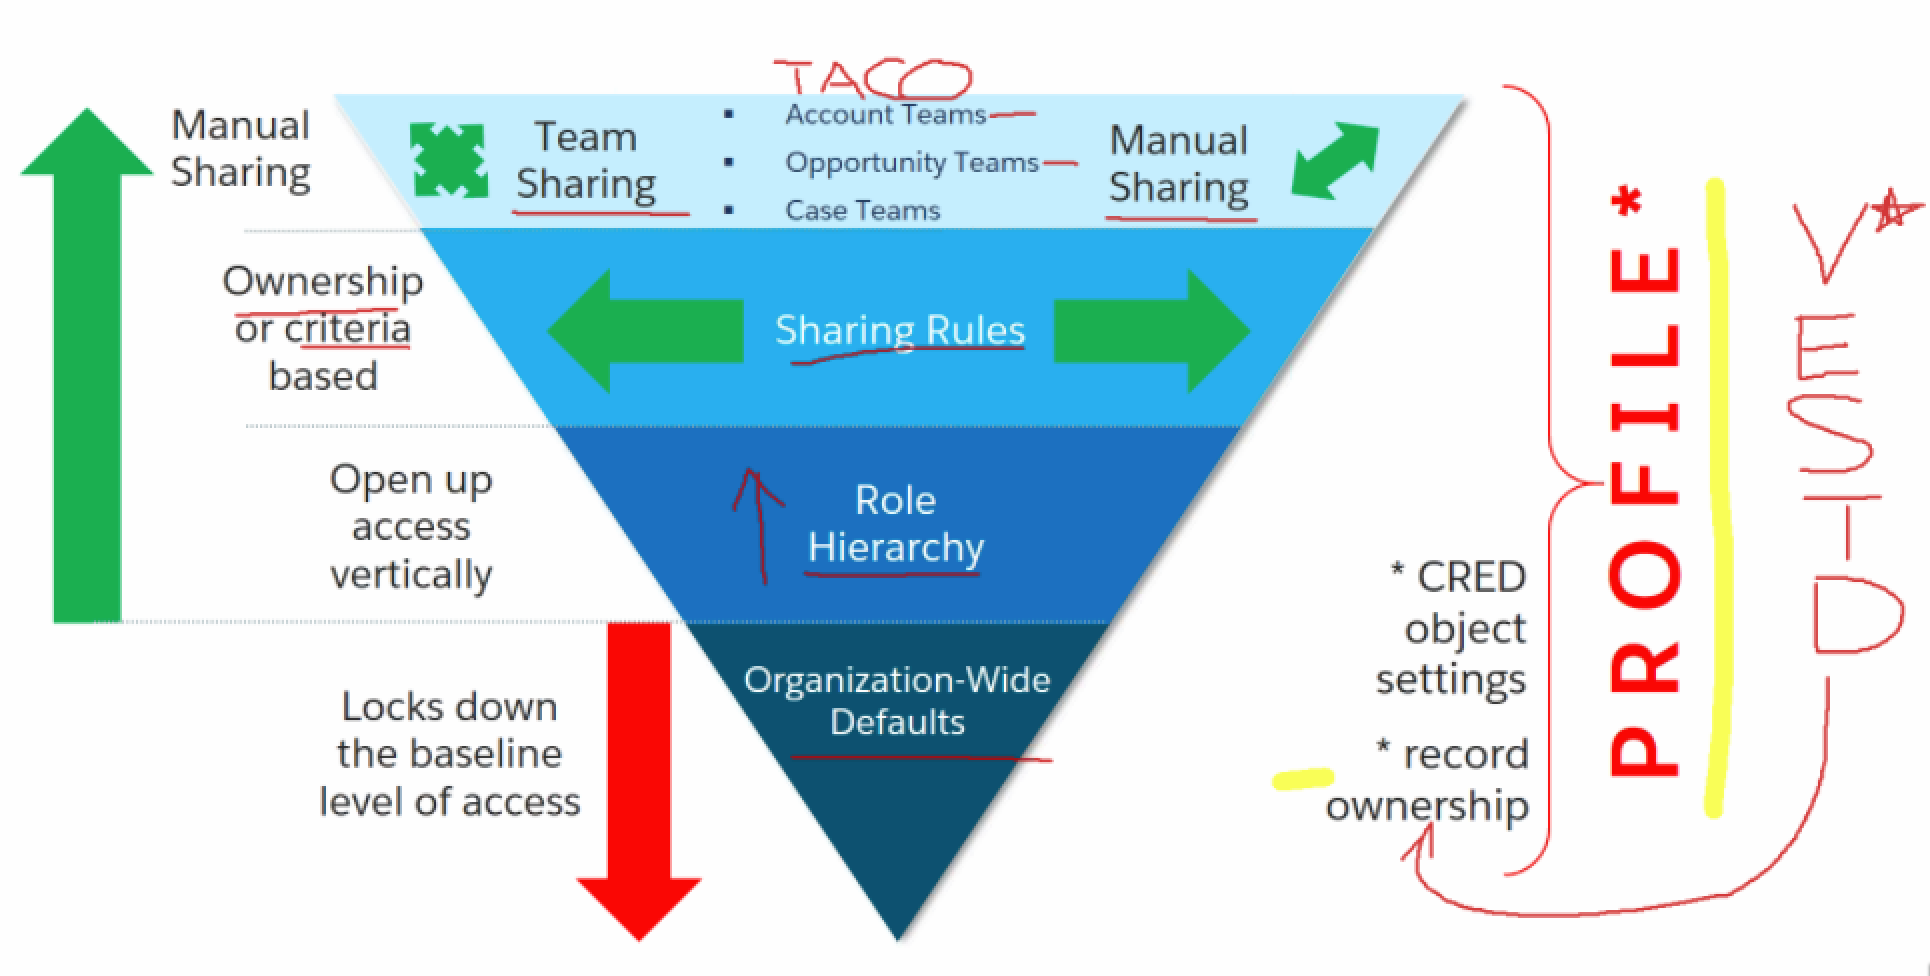 TACO
Manual
Sharing
Team
Sharing
▪ Account Teams
▪ Opportunity Teams
▪ Case Teams
Manual
Sharing
Ownership
or criteria
based
Sharing Rules
Open up
access
vertically
Role
Hierarchy
Locks down
the baseline
level of access
Organization-Wide
Defaults
* CRED
object
settings
* record
ownership
PROFILE*
V
E
S
T
D